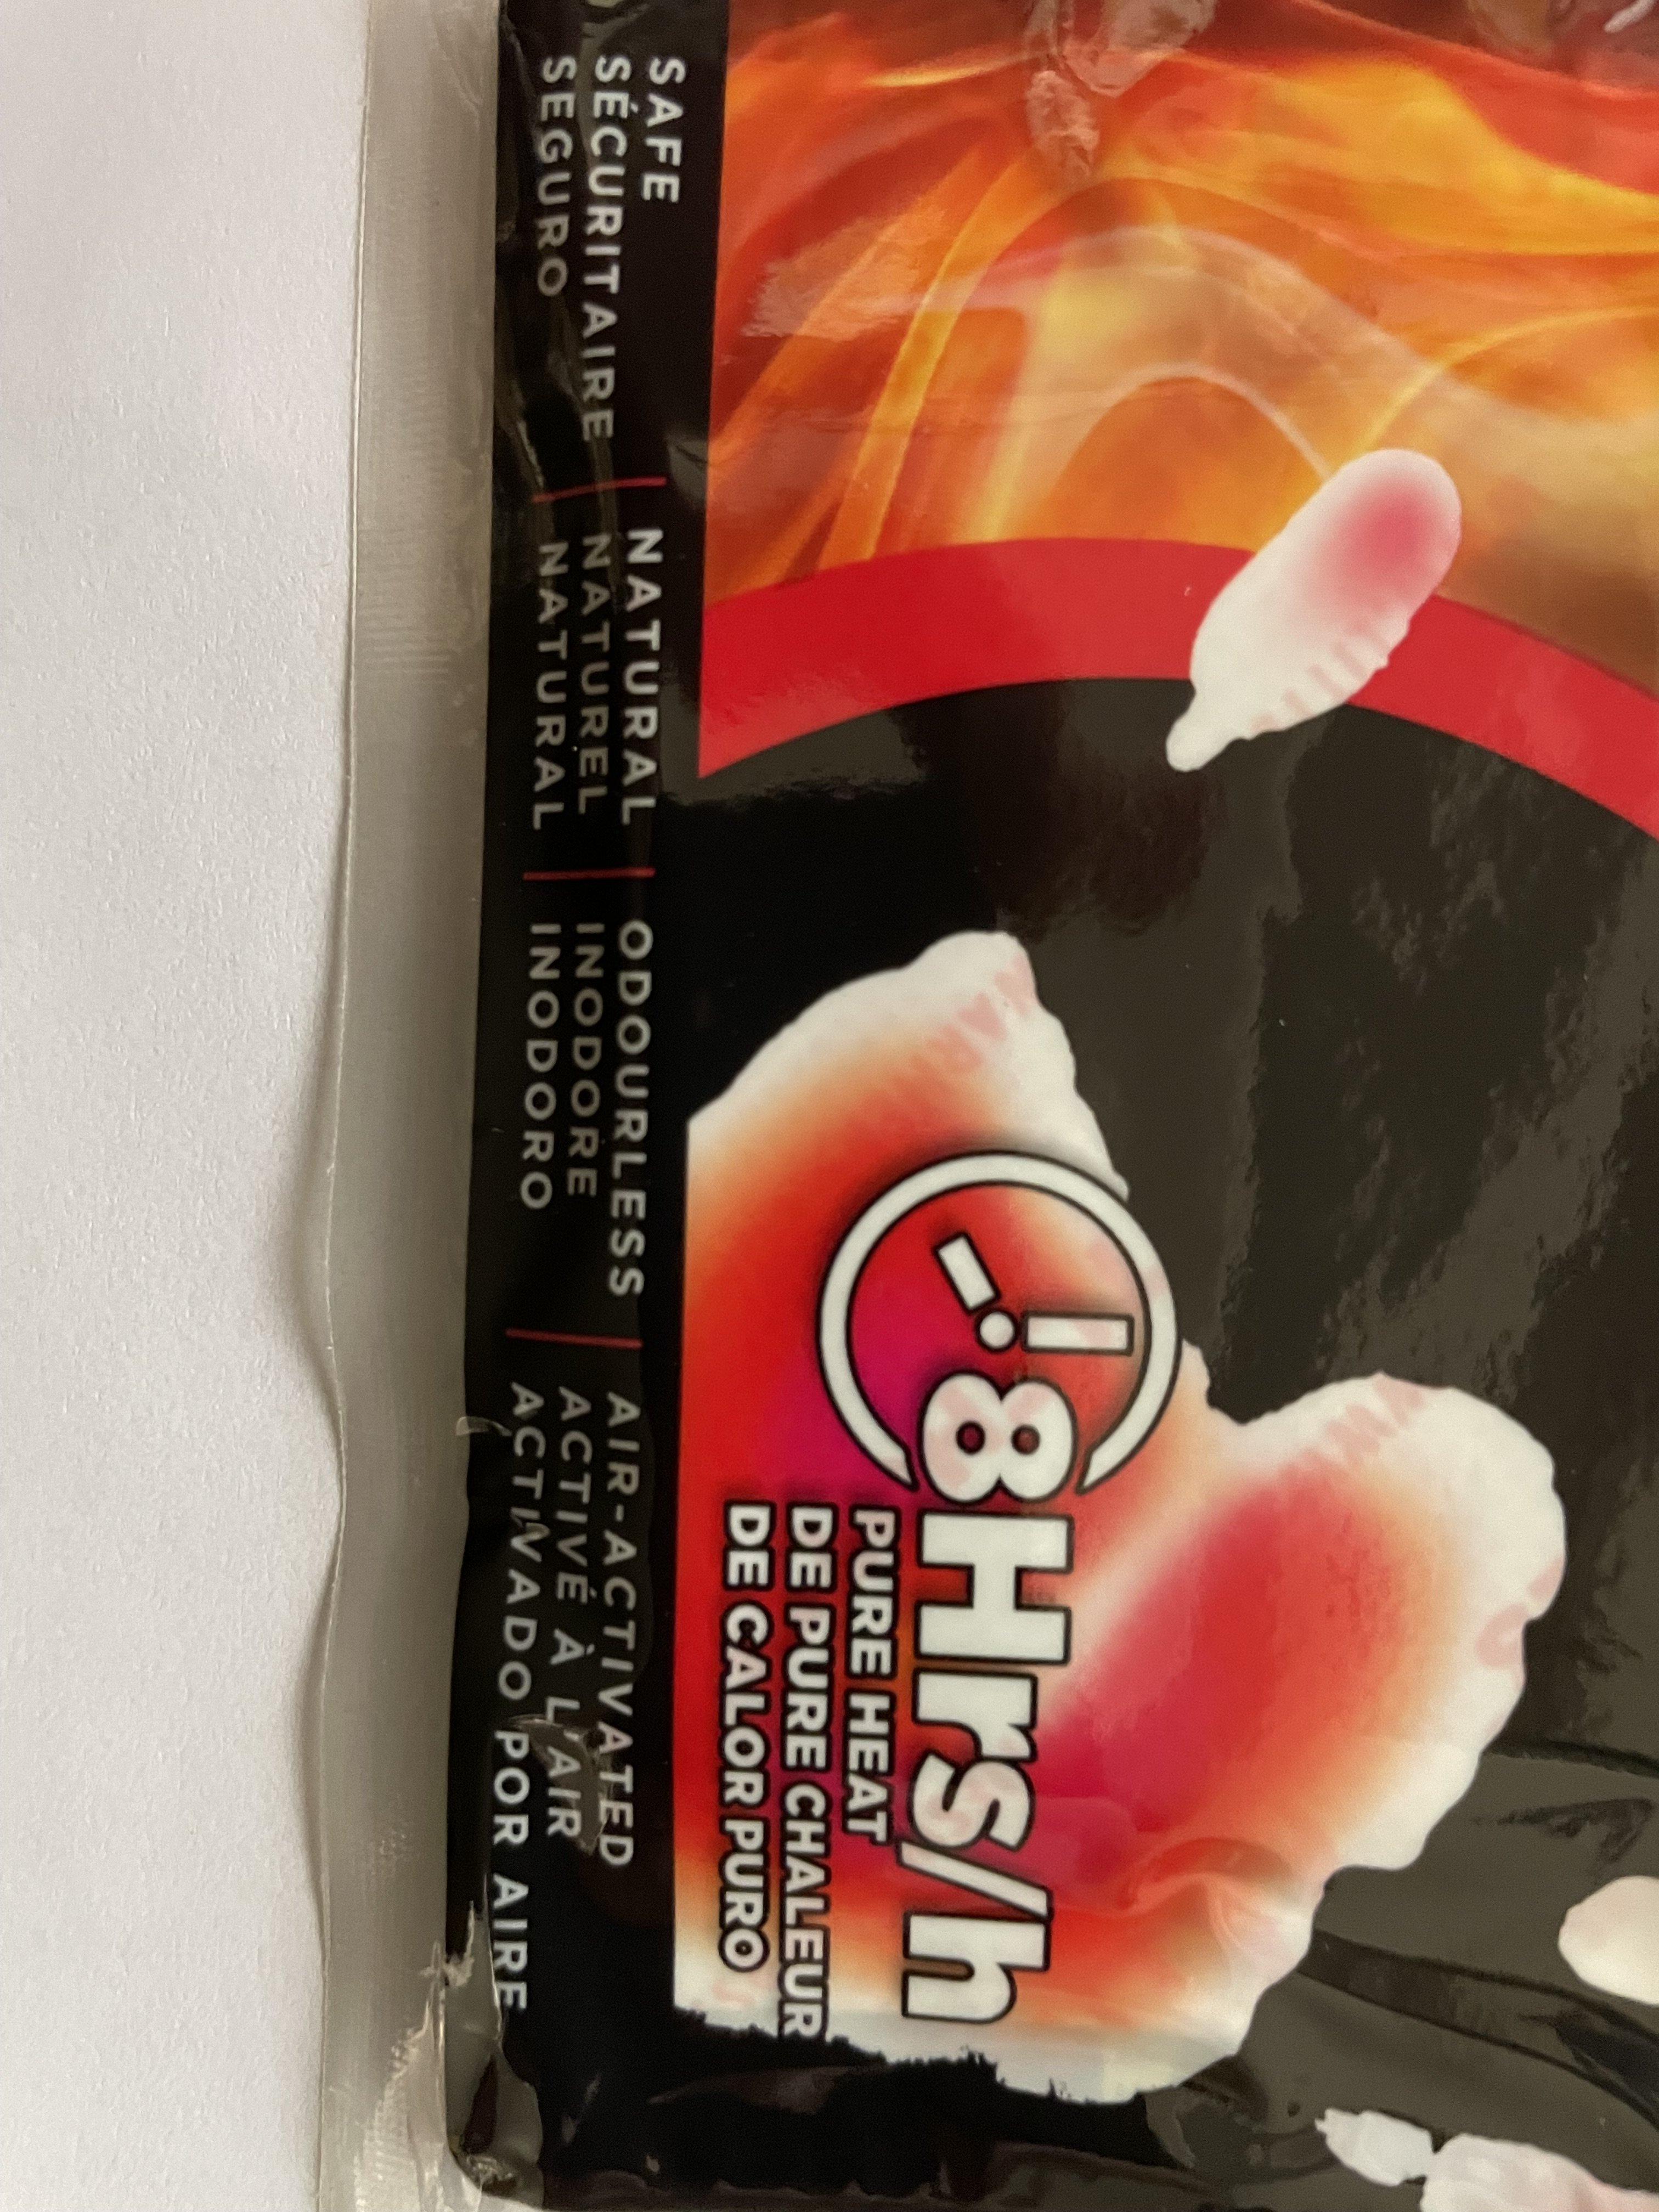 8Hrs/h
PURE HEAT
DE PURE CHALEUR
DE CALOR PURO
SAFE | NATURAL | ODOURLESS | AIR-ACTIVATED
SÉCURITAIRE | NATUREL | INODORE | ACTIVÉ À L'AIR
SEGURO | NATURAL | INODORO | ACTIVADO POR AIRE